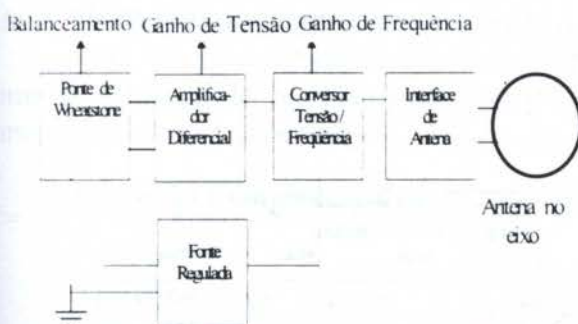 Balanceamento Ganho de Tensão Ganho de Frequência
Ponte de
Wheatstone
Amplifica-
dor
Diferencial
Conversor
Tensão/
Freqüência
Interface
de
Antena
Antena no
eixo
Fonte
Regulada